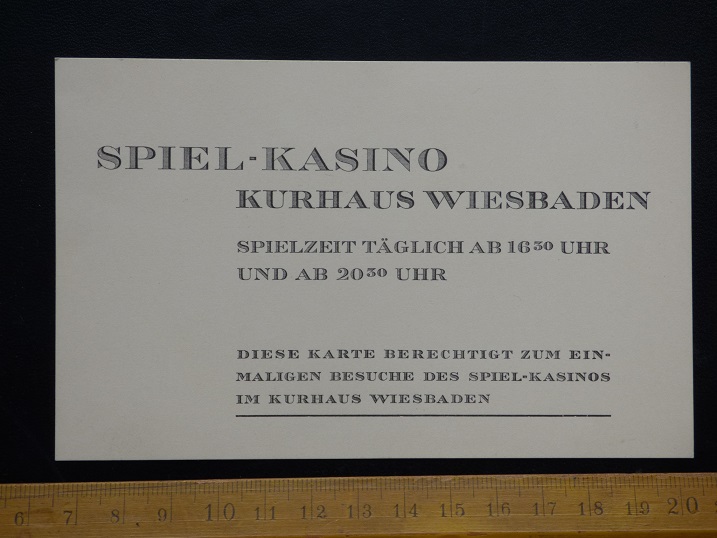 SPIEL-KASINO
KURHAUS WIESBADEN
SPIELZEIT TÄGLICH AB 16³⁰ UHR
UND AB 20³⁰ UHR
DIESE KARTE BERECHTIGT ZUM EIN-
MALIGEN BESUCHE DES SPIEL-KASINOS
IM KURHAUS WIESBADEN
6 7 8 9 10 11 12 13 14 15 16 17 18 19 20